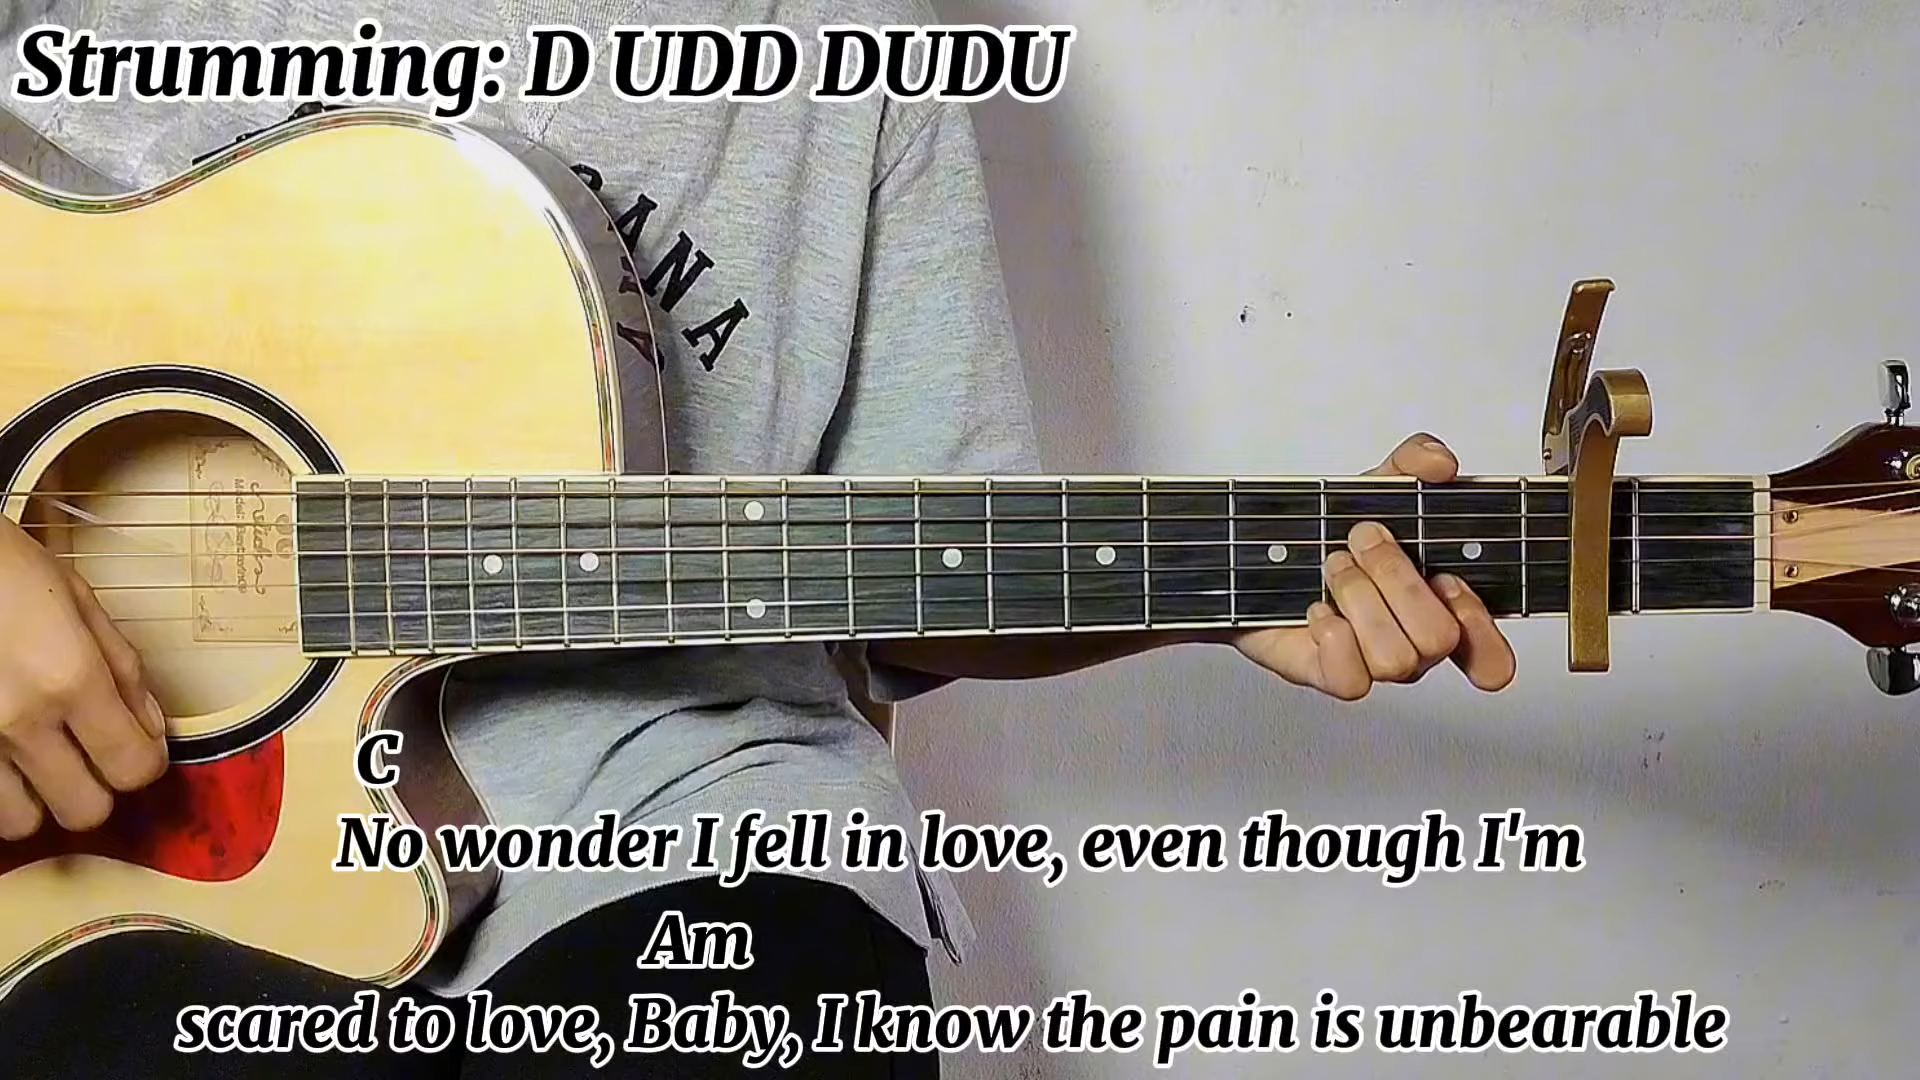 Strumming: D UDD DUDU
ANA
C
No wonder I fell in love, even though I'm
Am
scared to love, Baby, I know the pain is unbearable